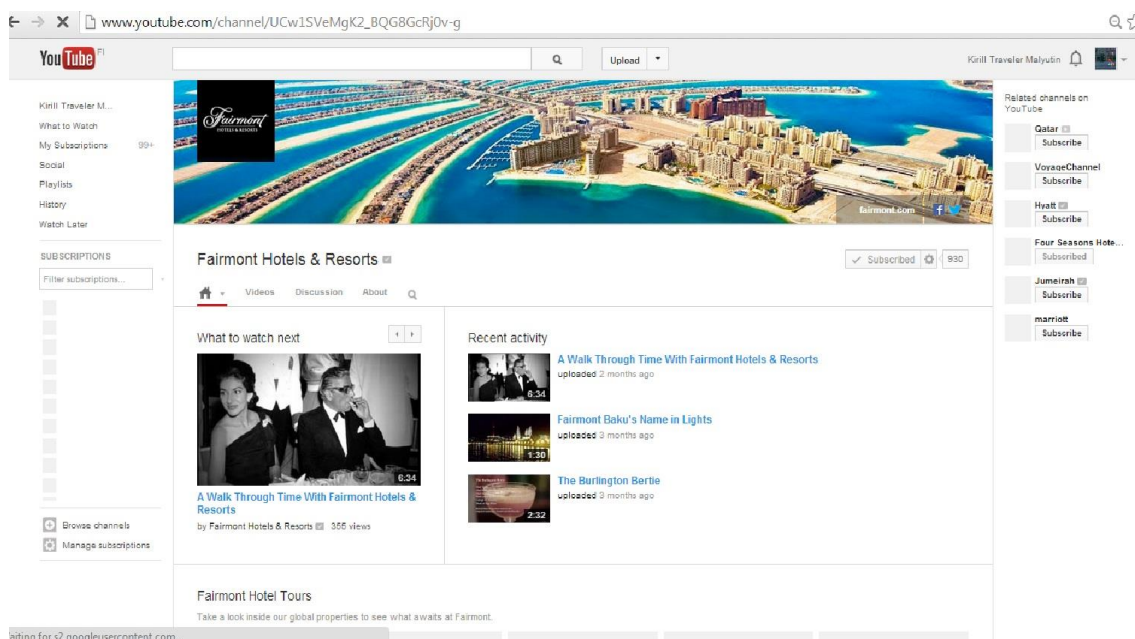 www.youtube.com/channel/UCw1SVeMgK2_BQG8GcRj0v-g
YouTube FI
Upload
Kirill Traveler Malyutin
Kirill Traveler M...
What to Watch
My Subscriptions 99+
Social
Playlists
History
Watch Later
SUBSCRIPTIONS
Filter subscriptions...
Browse channels
Manage subscriptions
Fairmont
HOTELS & RESORTS
fairmont.com
Fairmont Hotels & Resorts
Subscribed 930
Videos Discussion About
What to watch next
6:34
A Walk Through Time With Fairmont Hotels &
Resorts
by Fairmont Hotels & Resorts 355 views
Recent activity
6:34
A Walk Through Time With Fairmont Hotels & Resorts
uploaded 2 months ago
1:30
Fairmont Baku's Name in Lights
uploaded 3 months ago
2:32
The Burlington Bertie
uploaded 3 months ago
Fairmont Hotel Tours
Take a look inside our global properties to see what awaits at Fairmont.
Related channels on
YouTube
Qatar
Subscribe
VoyageChannel
Subscribe
Hyatt
Subscribe
Four Seasons Hote...
Subscribed
Jumeirah
Subscribe
marriott
Subscribe
aiting for s2.googleusercontent.com